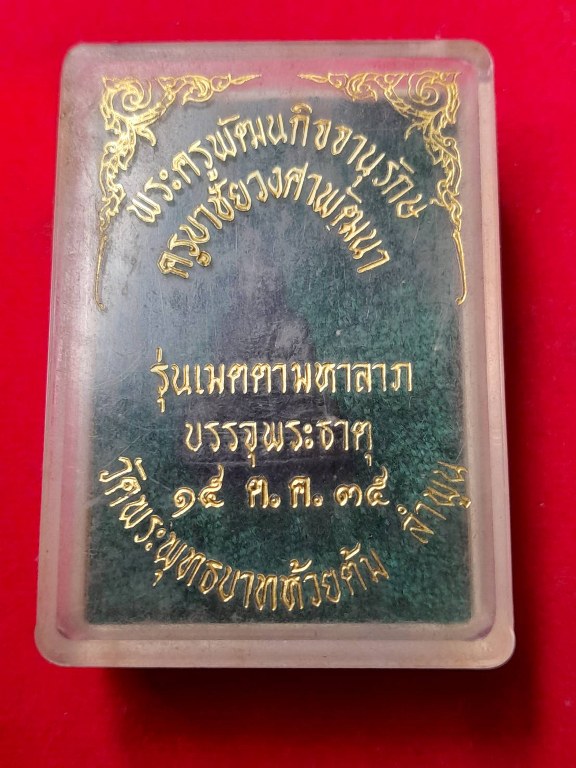 พระครูพัฒนกิจจานุรักษ์
ครูบาชัยวงศาพัฒนา
รุ่นเมตตามหาลาภ
บรรจุพระธาตุ
๑๕ ต.ค. ๓๕
วัดพระพุทธบาทห้วยต้ม ลำพูน